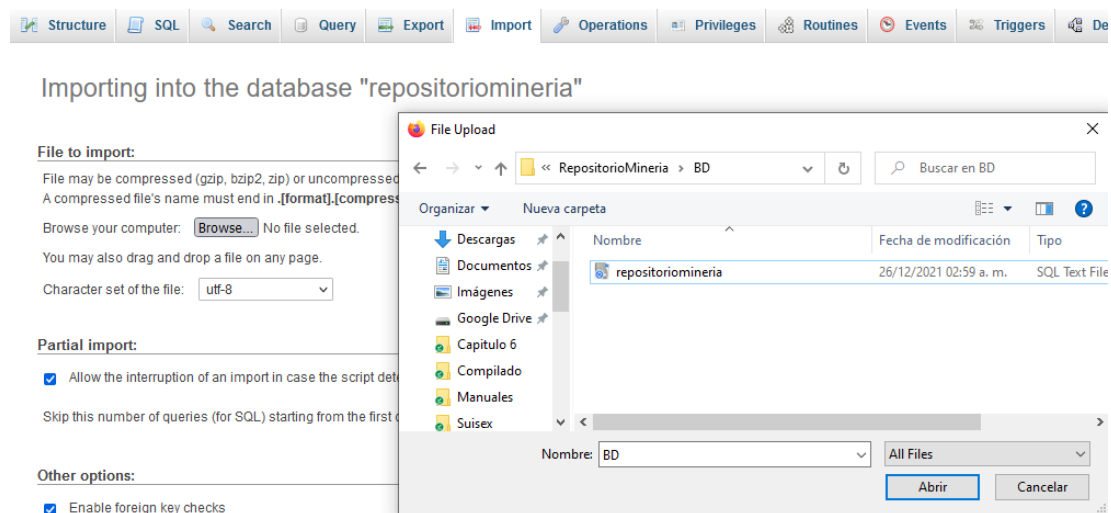 Structure SQL Search Query Export Import Operations Privileges Routines Events Triggers De
Importing into the database "repositoriomineria"
File to import:
File may be compressed (gzip, bzip2, zip) or uncompressed
A compressed file's name must end in .[format].[compress
Browse your computer: Browse... No file selected.
You may also drag and drop a file on any page.
Character set of the file: utf-8
Partial import:
Allow the interruption of an import in case the script dete
Skip this number of queries (for SQL) starting from the first o
Other options:
Enable foreign key checks
File Upload
« RepositorioMineria > BD
Buscar en BD
Organizar Nueva carpeta
Nombre Fecha de modificación Tipo
Descargas
Documentos
Imágenes
Google Drive
Capitulo 6
Compilado
Manuales
Suisex
repositoriomineria 26/12/2021 02:59 a. m. SQL Text File
Nombre: BD All Files
Abrir Cancelar